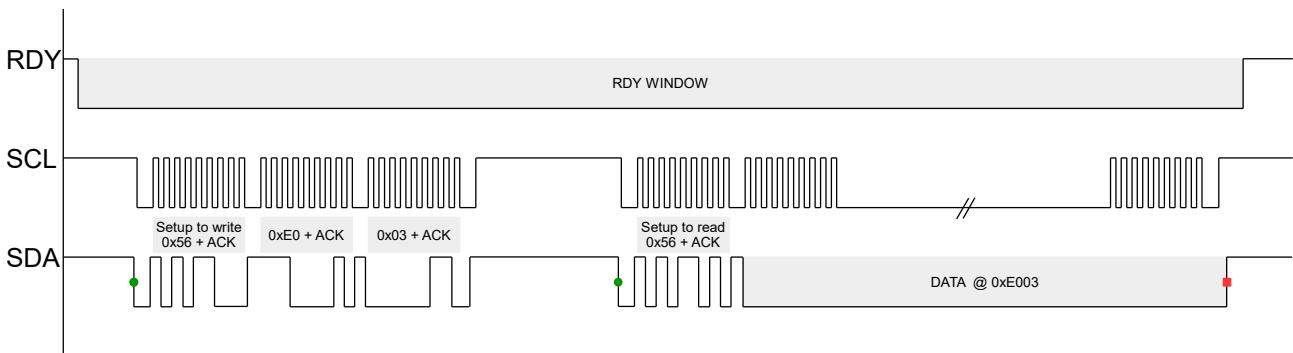 RDY
RDY WINDOW
SCL
Setup to write
0x56 + ACK
0xE0 + ACK
0x03 + ACK
Setup to read
0x56 + ACK
SDA
DATA @ 0xE003